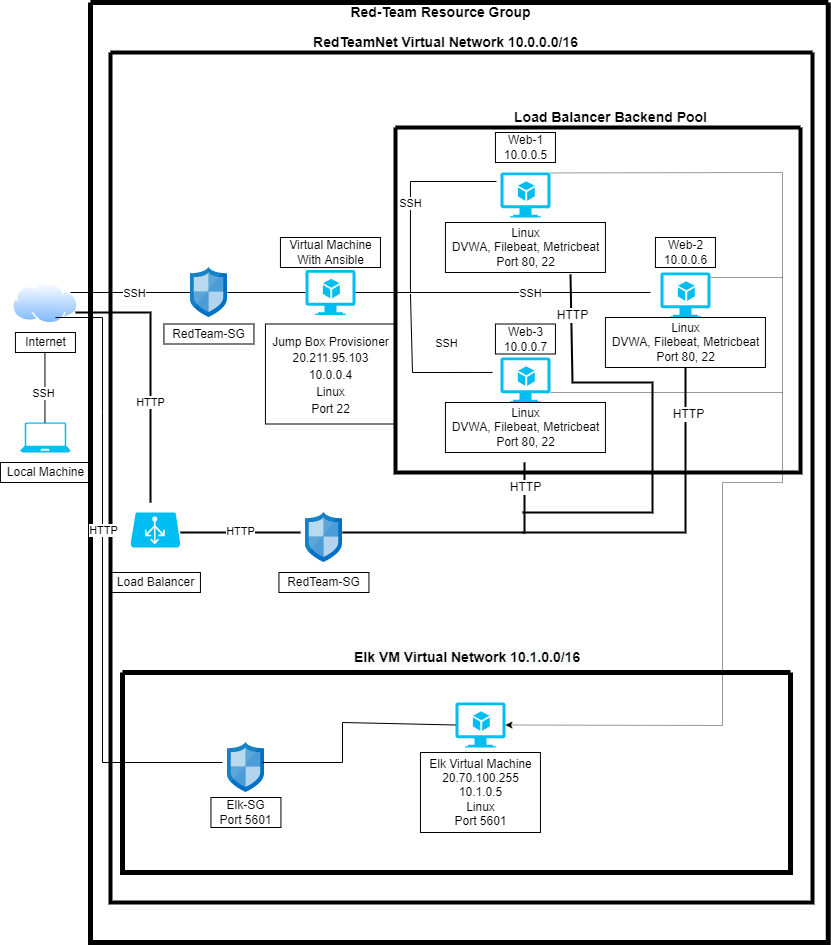 Red-Team Resource Group
RedTeamNet Virtual Network 10.0.0.0/16
Load Balancer Backend Pool
Web-1
10.0.0.5
SSH
Linux
DVWA, Filebeat, Metricbeat
Port 80, 22
Web-2
10.0.0.6
Virtual Machine
With Ansible
SSH
SSH
HTTP
RedTeam-SG
Internet
Jump Box Provisioner
20.211.95.103
10.0.0.4
Linux
Port 22
SSH
Web-3
10.0.0.7
Linux
DVWA, Filebeat, Metricbeat
Port 80, 22
SSH
HTTP
Linux
DVWA, Filebeat, Metricbeat
Port 80, 22
HTTP
Local Machine
HTTP
HTTP
HTTP
Load Balancer
RedTeam-SG
Elk VM Virtual Network 10.1.0.0/16
Elk-SG
Port 5601
Elk Virtual Machine
20.70.100.255
10.1.0.5
Linux
Port 5601